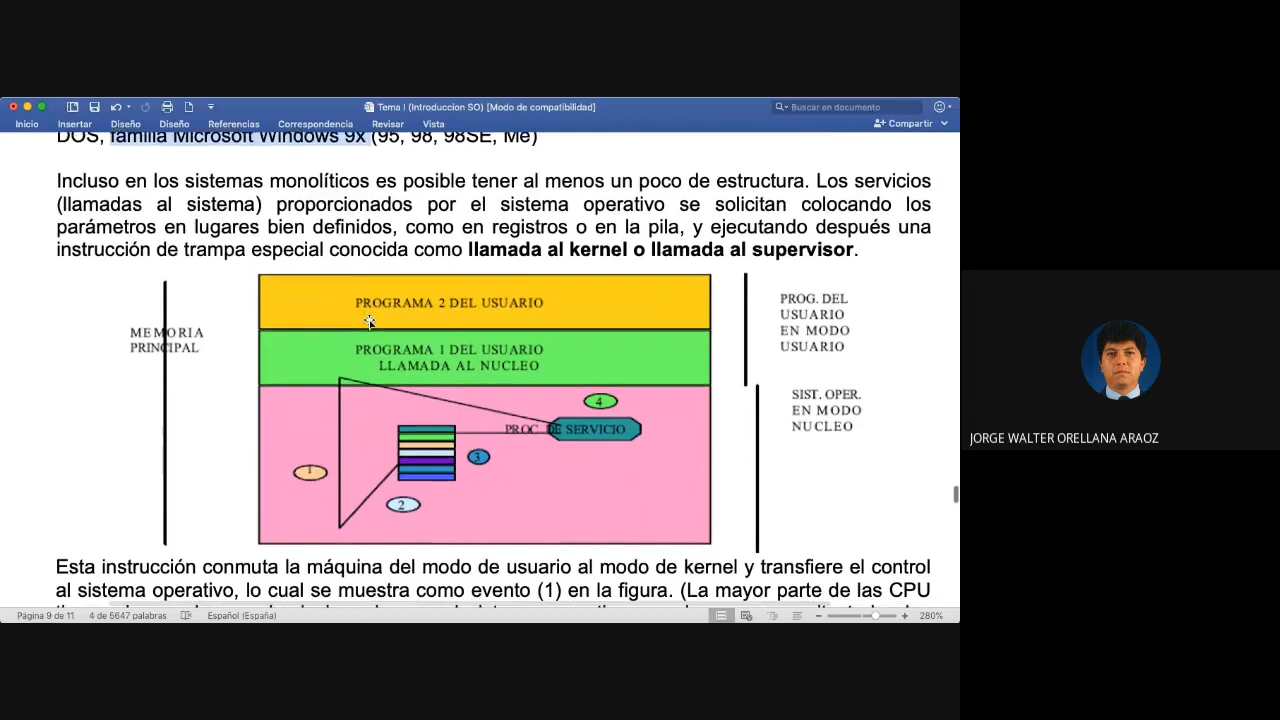 Tema I (Introduccion SO) [Modo de compatibilidad]
Buscar en documento
Inicio
Insertar
Diseño
Diseño
Referencias
Correspondencia
Revisar
Vista
Compartir
DOS, familia Microsoft Windows 9x (95, 98, 98SE, Me)
Incluso en los sistemas monolíticos es posible tener al menos un poco de estructura. Los servicios
(llamadas al sistema) proporcionados por el sistema operativo se solicitan colocando los
parámetros en lugares bien definidos, como en registros o en la pila, y ejecutando después una
instrucción de trampa especial conocida como llamada al kernel o llamada al supervisor.
MEMORIA
PRINCIPAL
PROGRAMA 2 DEL USUARIO
PROGRAMA 1 DEL USUARIO
LLAMADA AL NUCLEO
4
PROC DE SERVICIO
3
1
2
PROG. DEL
USUARIO
EN MODO
USUARIO
SIST. OPER.
EN MODO
NUCLEO
Esta instrucción conmuta la máquina del modo de usuario al modo de kernel y transfiere el control
al sistema operativo, lo cual se muestra como evento (1) en la figura. (La mayor parte de las CPU
Página 9 de 11
4 de 5647 palabras
Español (España)
280%
JORGE WALTER ORELLANA ARAOZ